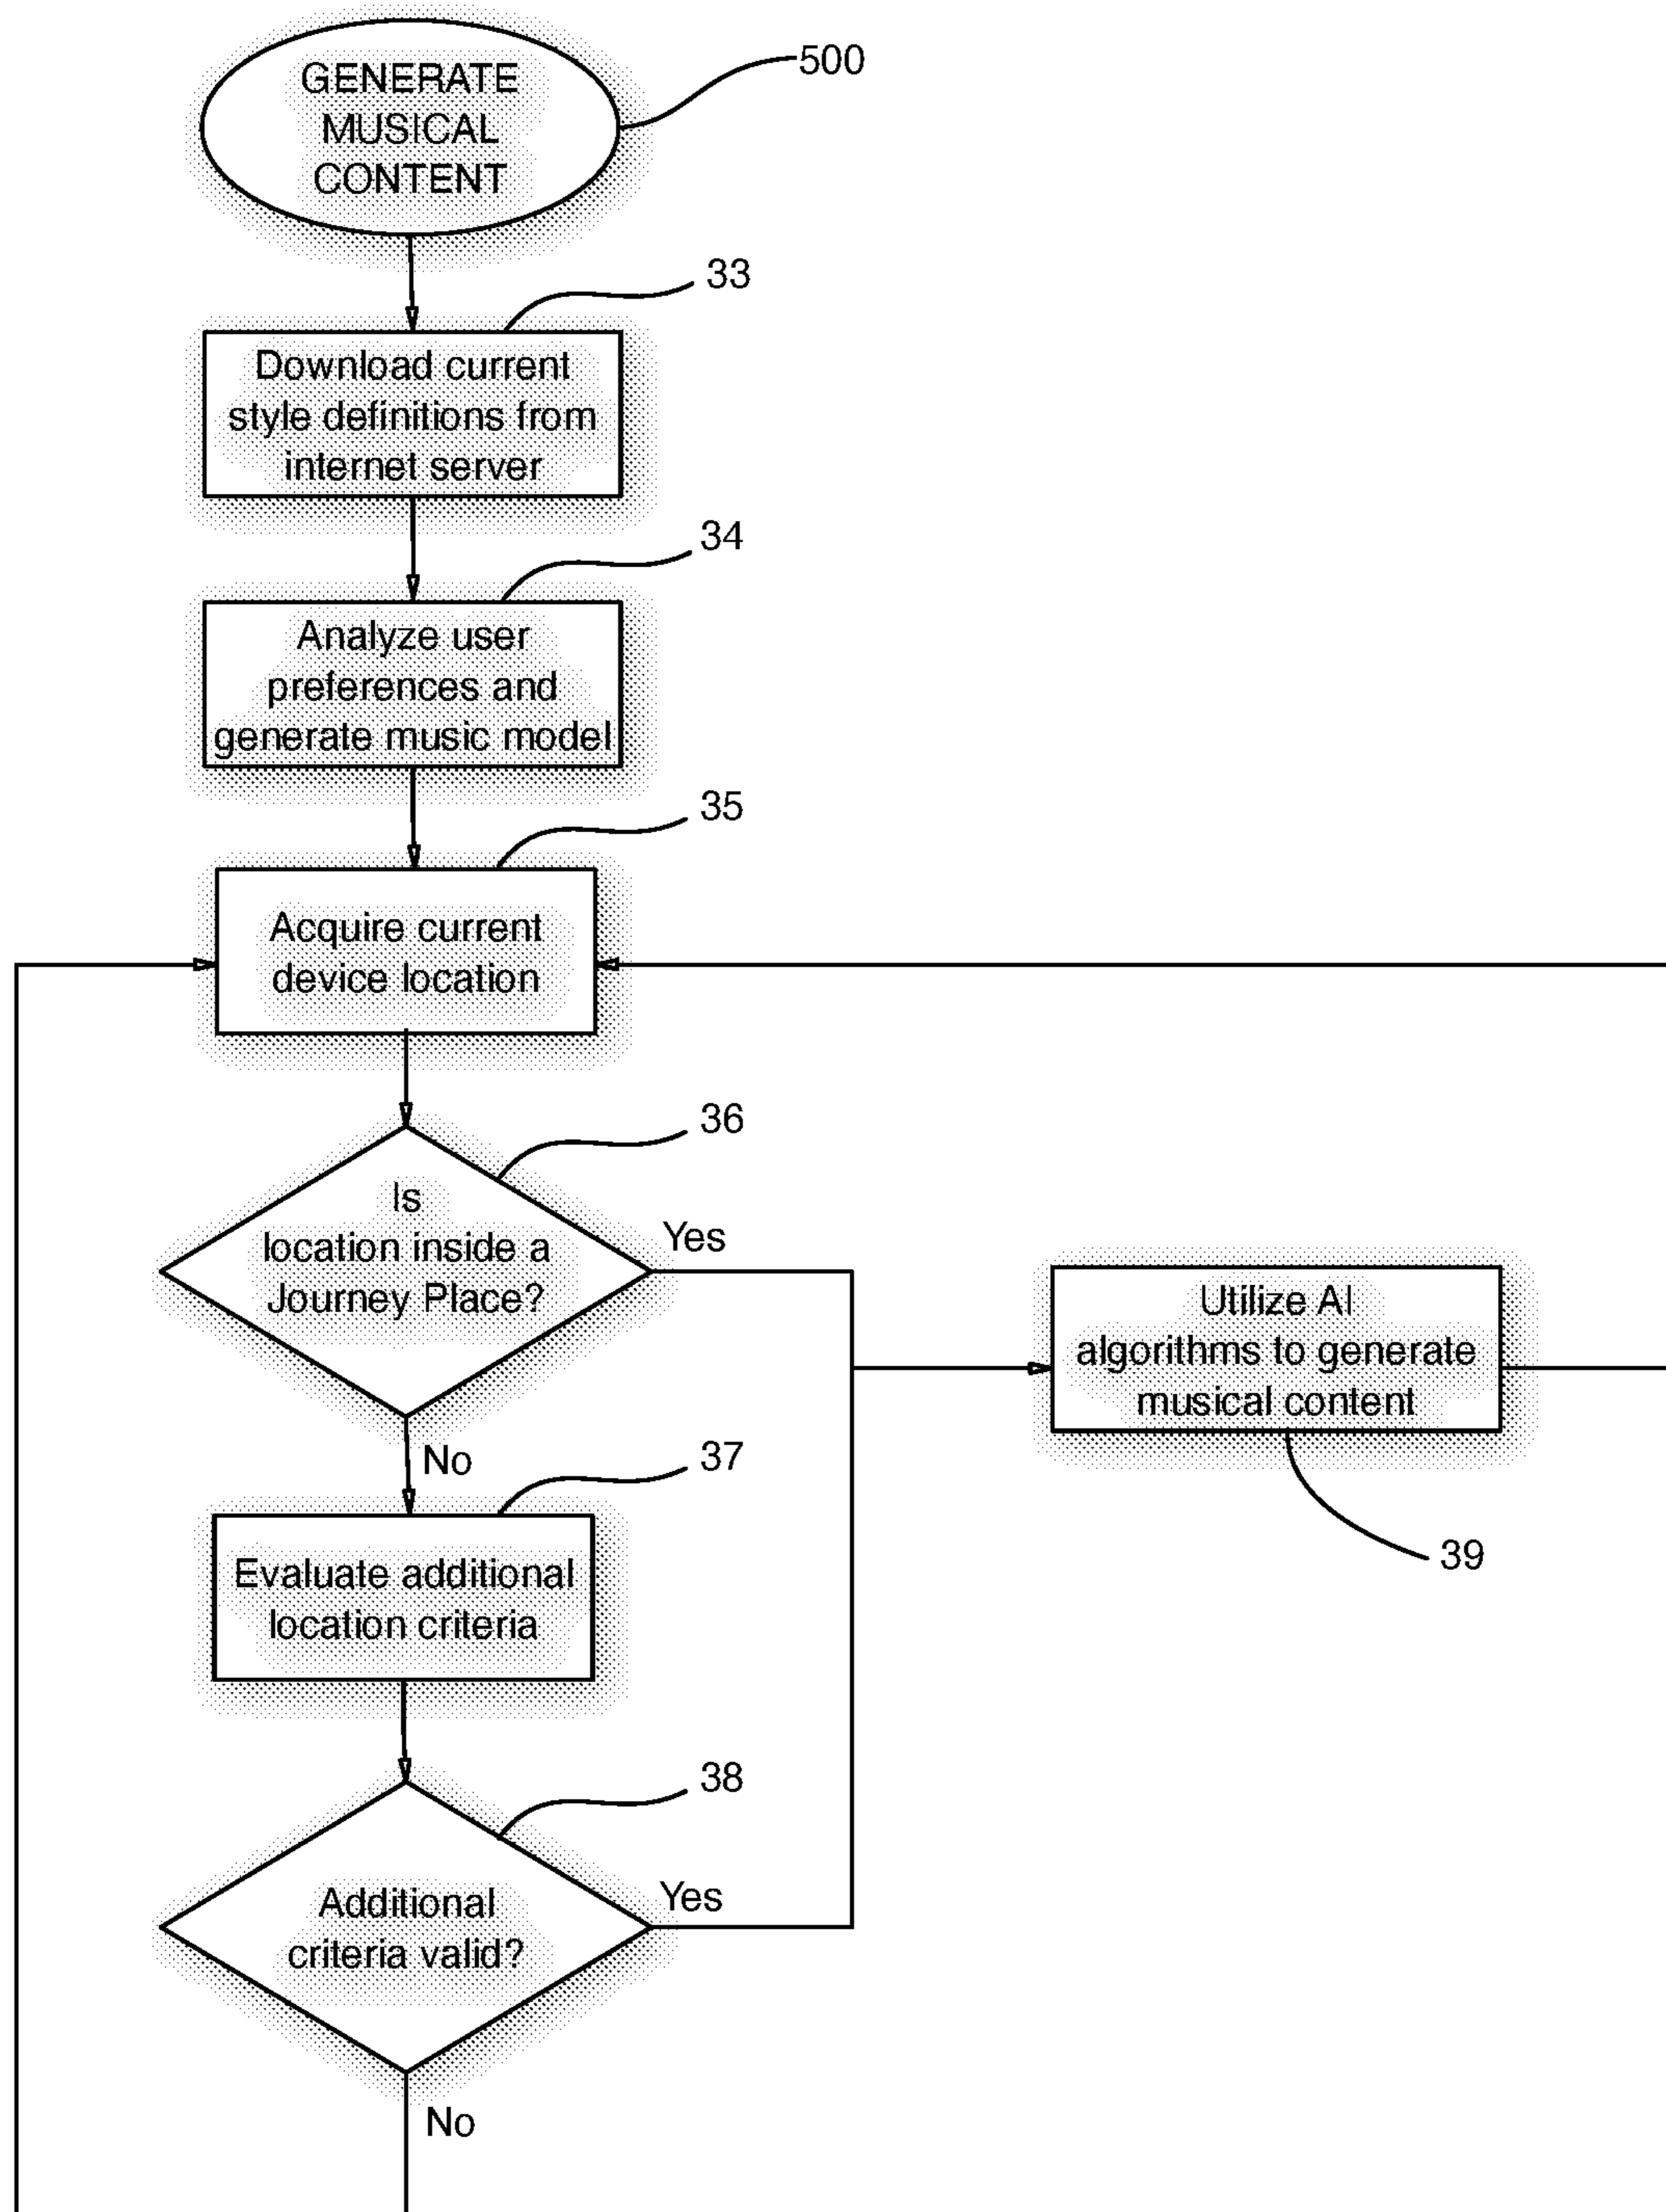 GENERATE
MUSICAL
CONTENT
500
33
Download current
style definitions from
internet server
34
Analyze user
preferences and
generate music model
35
Acquire current
device location
36
Is
location inside a
Journey Place?
Yes
Utilize AI
algorithms to generate
musical content
39
No
37
Evaluate additional
location criteria
38
Additional
criteria valid?
Yes
No